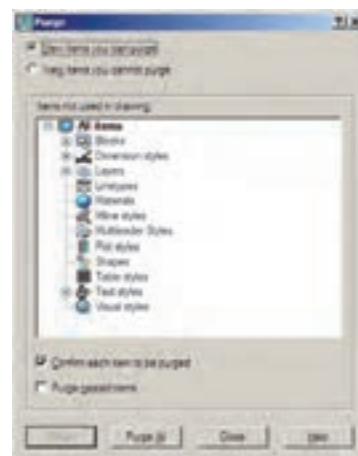 Purge
View items you can purge
View items you cannot purge
Items not used in drawing
All items
Blocks
Dimension styles
Layers
Linetypes
Materials
Mline styles
Multileader Styles
Plot styles
Shapes
Table styles
Text styles
Visual styles
Confirm each item to be purged
Purge nested items
Purge All
Close
Help